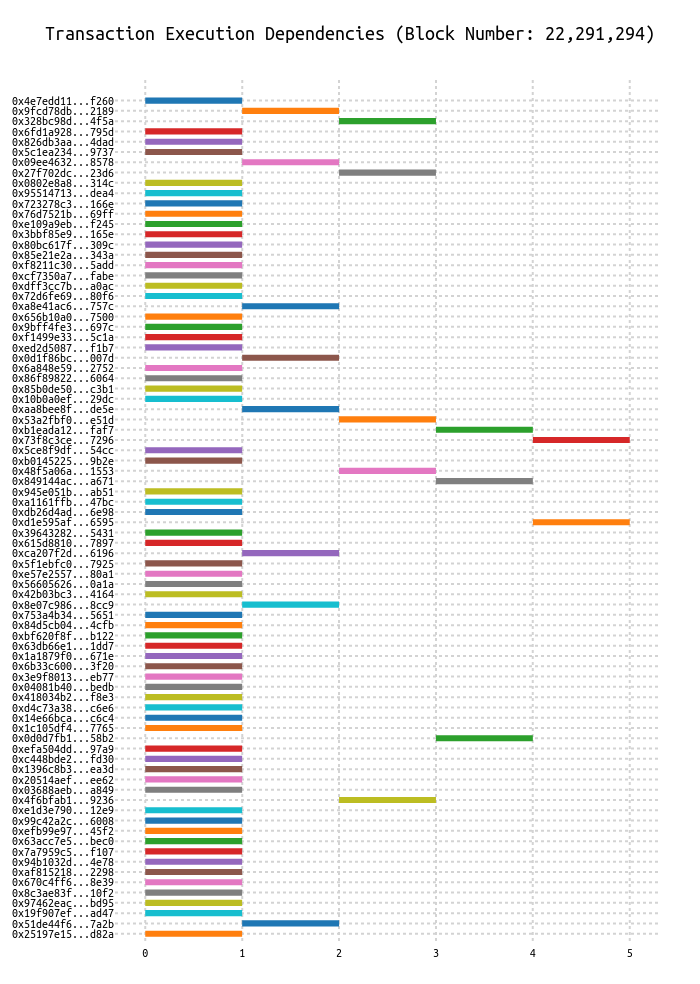 Transaction Execution Dependencies (Block Number: 22,291,294)
0x4e7edd11...f260
0x9fcd78db...2189
0x328bc98d...4f5a
0x6fd1a928...795d
0x826db3aa...4dad
0x5c1ea234...9737
0x09ee4632...8578
0x27f702dc...23d6
0x0802e8a8...314c
0x95514713...dea4
0x723278c3...166e
0x76d7521b...69ff
0xe109a9eb...f245
0x3bbf85e9...165e
0x80bc617f...309c
0x85e21e2a...343a
0xf8211c30...5add
0xcf7350a7...fabe
0xdff3cc7b...a0ac
0x72d6fe69...80f6
0xa8e41ac6...757c
0x656b10a0...7500
0x9bff4fe3...697c
0xf1499e33...5c1a
0xed2d5087...f1b7
0x0d1f86bc...007d
0x6a848e59...2752
0x86f89822...6064
0x85b0de50...c3b1
0x10b0a0ef...29dc
0xaa8bee8f...de5e
0x53a2fbf0...e51d
0xb1eada12...faf7
0x73f8c3ce...7296
0x5ce8f9df...54cc
0xb0145225...9b2e
0x48f5a06a...1553
0x849144ac...a671
0x945e051b...ab51
0xa1161ffb...47bc
0xdb26d4ad...6e98
0xd1e595af...6595
0x39643282...5431
0x615d8810...7897
0xca207f2d...6196
0x5f1ebfc0...7925
0xe57e2557...80a1
0x56605626...0a1a
0x42b03bc3...4164
0x8e07c986...8cc9
0x753a4b34...5651
0x84d5cb04...4cfb
0xbf620f8f...b122
0x63db66e1...1dd7
0x1a1879f0...671e
0x6b33c600...3f20
0x3e9f8013...eb77
0x04081b40...bedb
0x418034b2...f8e3
0xd4c73a38...c6e6
0x14e66bca...c6c4
0x1c105df4...7765
0x0d0d7fb1...58b2
0xefa504dd...97a9
0xc448bde2...fd30
0x1396c8b3...ea3d
0x20514aef...ee62
0x03688aeb...a849
0x4f6bfab1...9236
0xe1d3e790...12e9
0x99c42a2c...6008
0xefb99e97...45f2
0x63acc7e5...bec0
0x7a7959c5...f107
0x94b1032d...4e78
0xaf815218...2298
0x670c4ff6...8e39
0x8c3ae83f...10f2
0x97462eac...bd95
0x19f907ef...ad47
0x51de44f6...7a2b
0x25197e15...d82a
0 1 2 3 4 5